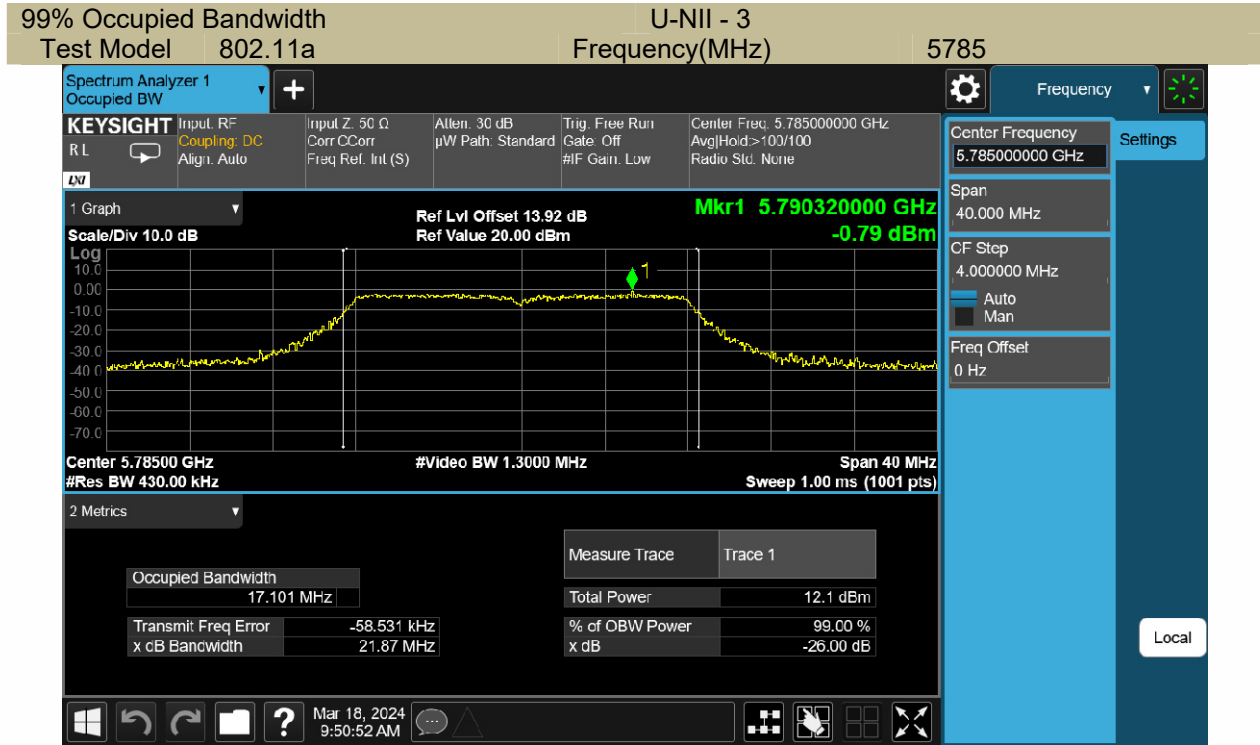 99% Occupied Bandwidth U-NII - 3
Test Model 802.11a Frequency(MHz) 5785
Spectrum Analyzer 1
Occupied BW
+
Frequency
KEYSIGHT
R L
LXI
Input: RF
Coupling: DC
Align: Auto
Input Z: 50 Ω
Corr CCorr
Freq Ref: Int (S)
Atten: 30 dB
µW Path: Standard
Trig: Free Run
Gate: Off
#IF Gain: Low
Center Freq: 5.785000000 GHz
Avg|Hold:>100/100
Radio Std: None
Center Frequency
5.785000000 GHz
Settings
Span
40.000 MHz
CF Step
4.000000 MHz
Auto
Man
Freq Offset
0 Hz
Local
1 Graph
Scale/Div 10.0 dB
Ref Lvl Offset 13.92 dB
Ref Value 20.00 dBm
Mkr1 5.790320000 GHz
-0.79 dBm
Log
10.0
0.00
-10.0
-20.0
-30.0
-40.0
-50.0
-60.0
-70.0
1
Center 5.78500 GHz #Video BW 1.3000 MHz Span 40 MHz
#Res BW 430.00 kHz Sweep 1.00 ms (1001 pts)
2 Metrics
Measure Trace Trace 1
Occupied Bandwidth
17.101 MHz
Total Power 12.1 dBm
Transmit Freq Error -58.531 kHz
% of OBW Power 99.00 %
x dB Bandwidth 21.87 MHz
x dB -26.00 dB
?
Mar 18, 2024
9:50:52 AM